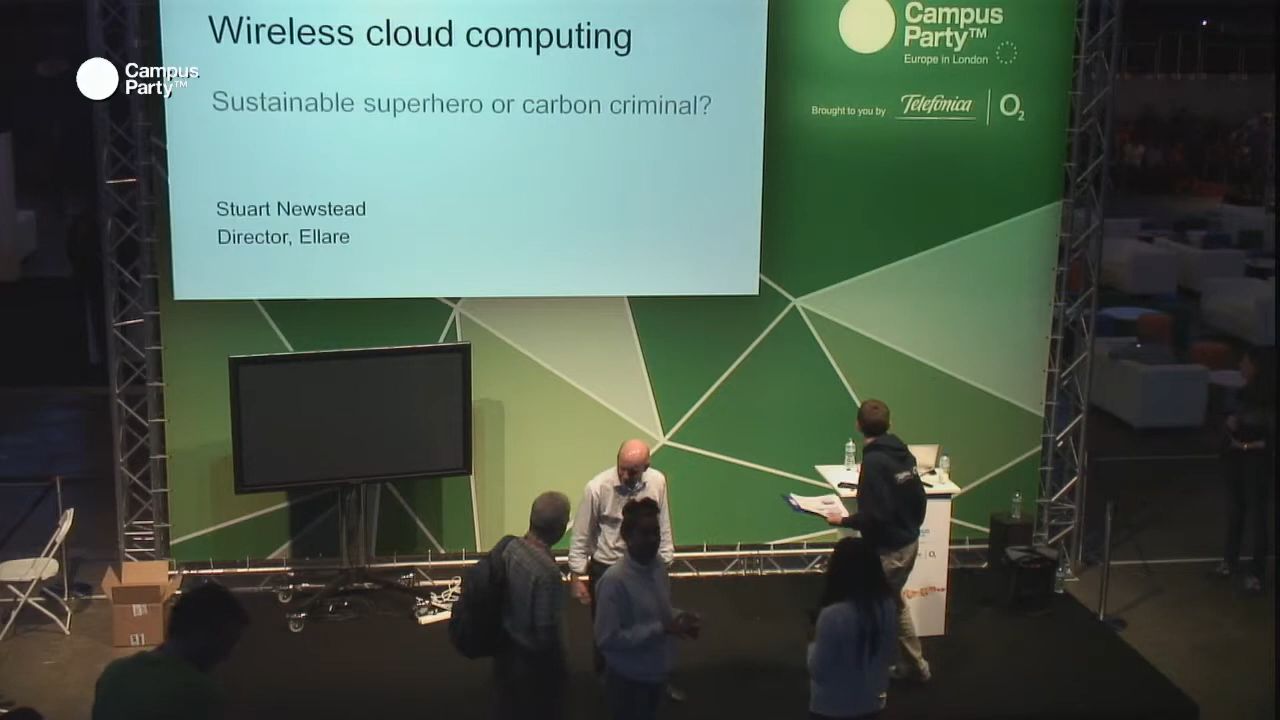 Wireless cloud computing
Sustainable superhero or carbon criminal?
Stuart Newstead
Director, Ellare
Campus
Party™
Campus
Party™
Europe in London
Brought to you by
Telefónica
O2